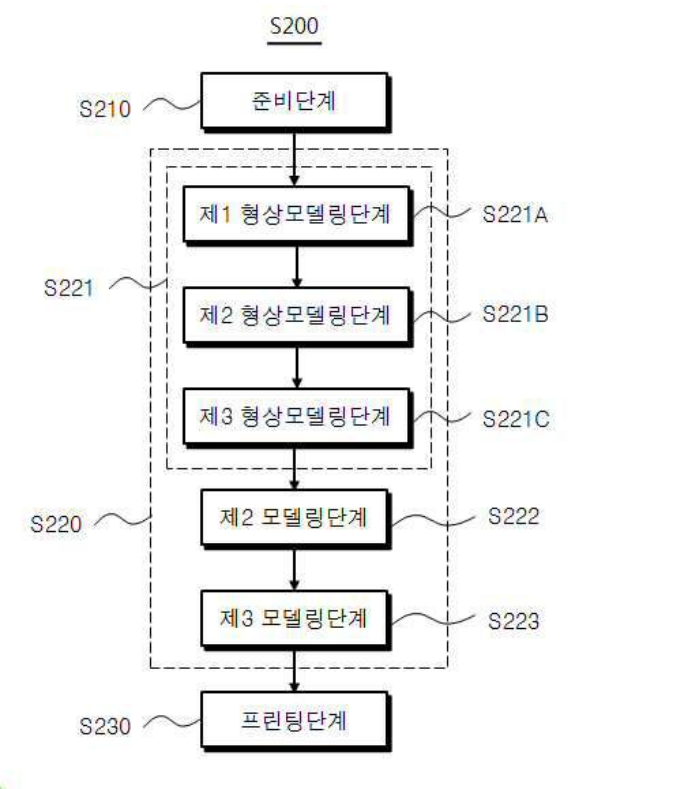 S200
S210
준비단계
제1 형상모델링단계
S221A
S221
제2 형상모델링단계
S221B
제3 형상모델링단계
S221C
S220
제2 모델링단계
S222
제3 모델링단계
S223
S230
프린팅단계